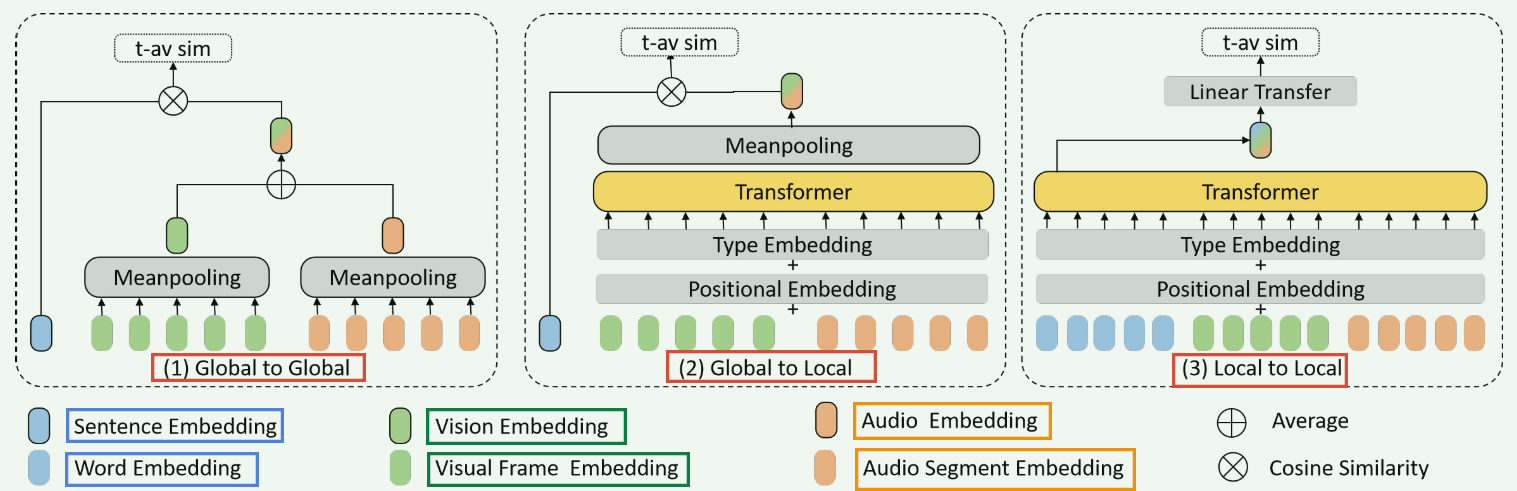 t-av sim
Meanpooling
Meanpooling
(1) Global to Global
t-av sim
Meanpooling
Transformer
Type Embedding
+
Positional Embedding
+
(2) Global to Local
t-av sim
Linear Transfer
Transformer
Type Embedding
+
Positional Embedding
+
(3) Local to Local
Sentence Embedding
Vision Embedding
Audio Embedding
Average
Word Embedding
Visual Frame Embedding
Audio Segment Embedding
Cosine Similarity